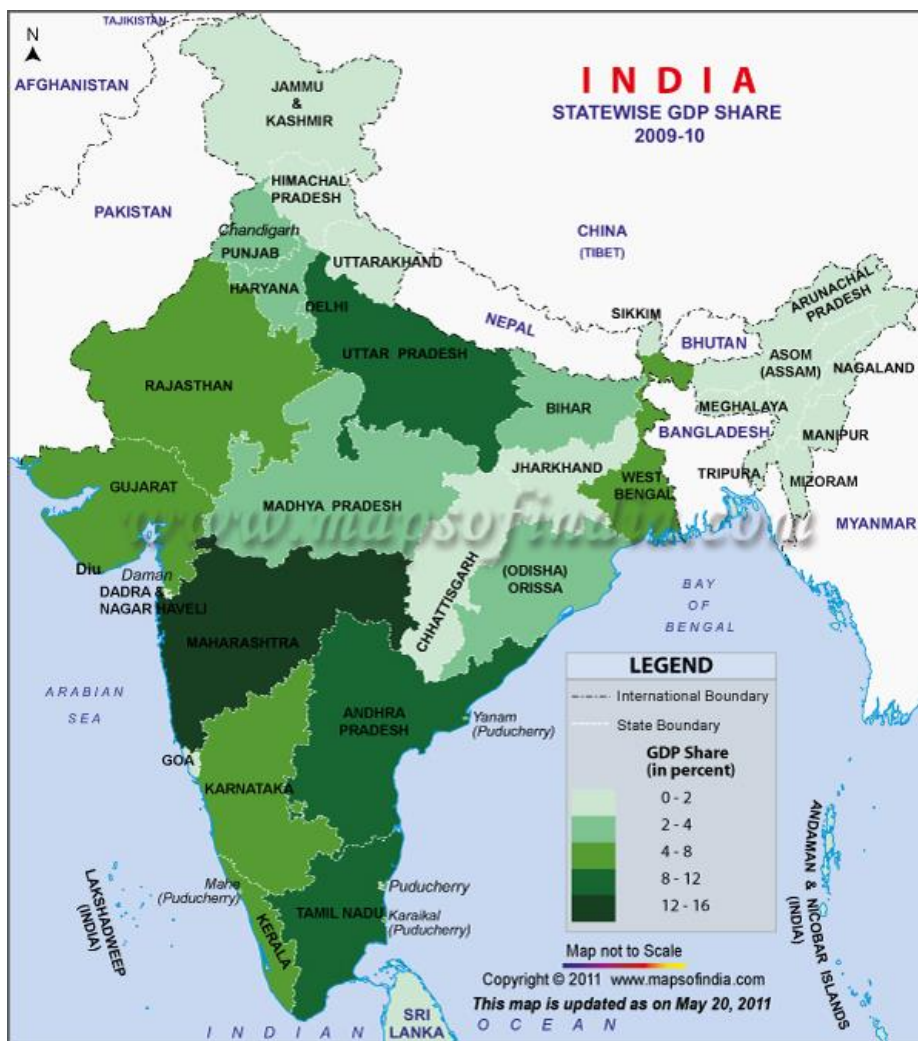 TAJIKISTAN
N
AFGHANISTAN
JAMMU
&
KASHMIR
INDIA
STATEWISE GDP SHARE
2009-10
HIMACHAL
PRADESH
PAKISTAN
Chandigarh
PUNJAB
CHINA
(TIBET)
UTTARAKHAND
HARYANA
DELHI
ARUNACHAL
PRADESH
SIKKIM
NEPAL
BHUTAN
UTTAR PRADESH
ASOM
(ASSAM)
NAGALAND
RAJASTHAN
BIHAR
MEGHALAYA
BANGLADESH
MANIPUR
JHARKHAND
TRIPURA
MIZORAM
GUJARAT
WEST
BENGAL
MADHYA PRADESH
www.mapsofindia.com
MYANMAR
Diu
Daman
DADRA &
NAGAR HAVELI
CHHATTISGARH
(ODISHA)
ORISSA
BAY
OF
BENGAL
MAHARASHTRA
ARABIAN
SEA
ANDHRA
PRADESH
Yanam
(Puducherry)
GOA
KARNATAKA
LEGEND
International Boundary
State Boundary
GDP Share
(in percent)
0 - 2
2 - 4
4 - 8
8 - 12
12 - 16
LAKSHADWEEP
(INDIA)
Mahe
(Puducherry)
KERALA
TAMIL NADU
Puducherry
Karaikal
(Puducherry)
ANDAMAN & NICOBAR ISLANDS
(INDIA)
Map not to Scale
Copyright © 2011 www.mapsofindia.com
This map is updated as on May 20, 2011
SRI
LANKA
INDIAN OCEAN